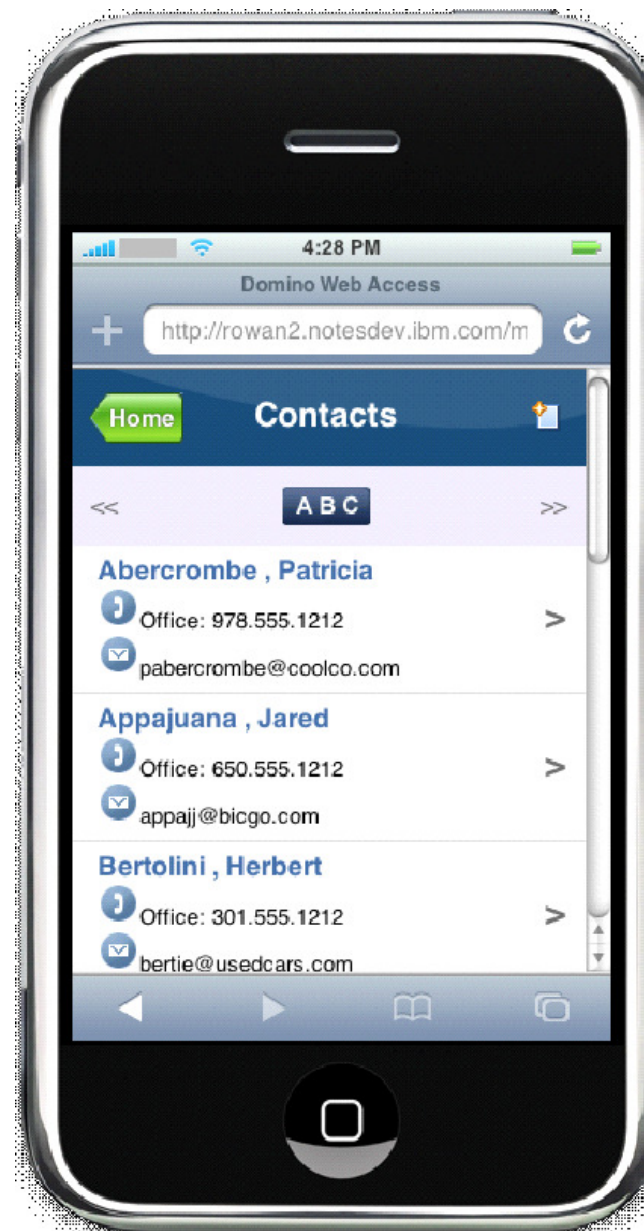 4:28 PM
Domino Web Access
http://rowan2.notesdev.ibm.com/m
Home Contacts
<< A B C >>
Abercrombe , Patricia
Office: 978.555.1212 >
pabercrombe@coolco.com
Appajuana , Jared
Office: 650.555.1212 >
appajj@bicgo.com
Bertolini , Herbert
Office: 301.555.1212 >
bertie@usedcars.com